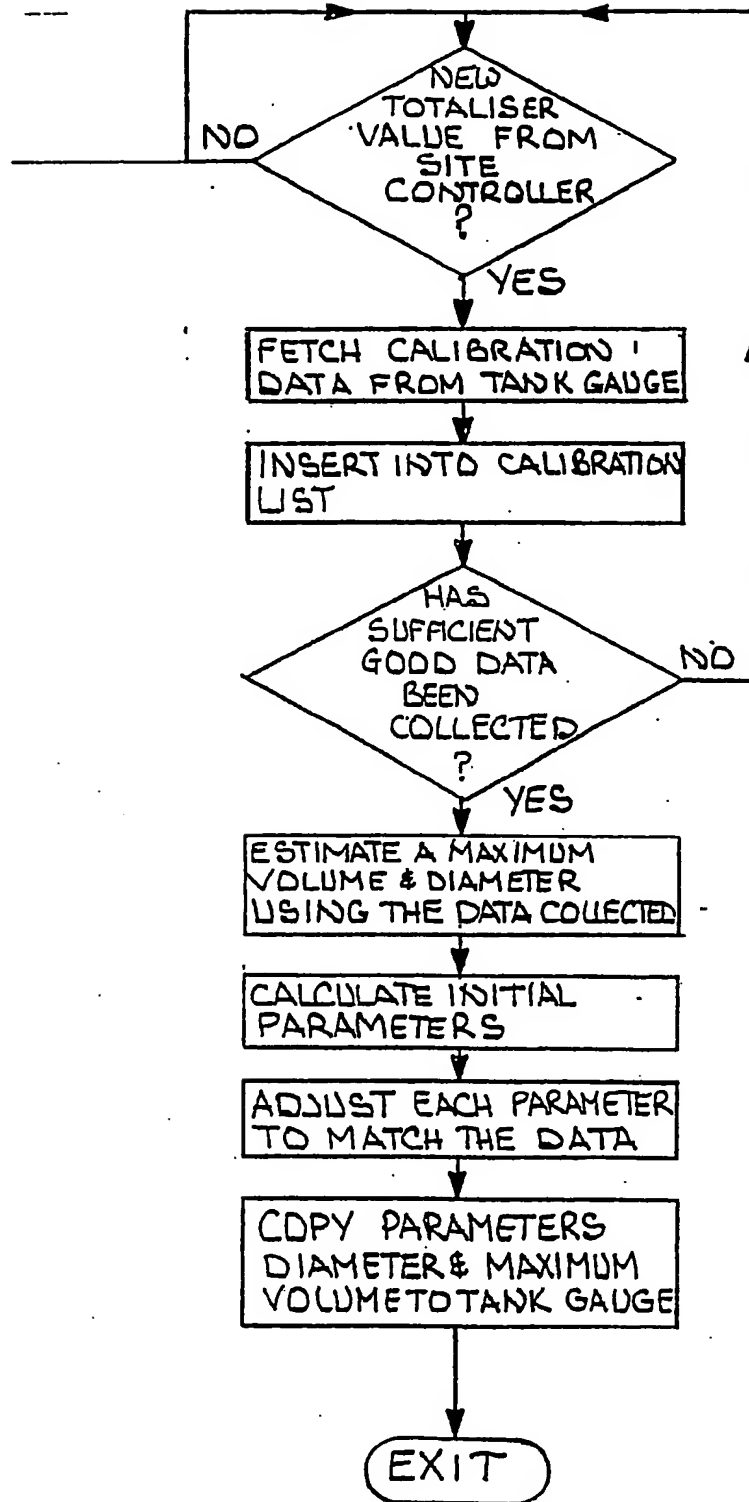 NEW
TOTALISER
VALUE FROM
SITE
CONTROLLER
?
NO
YES
FETCH CALIBRATION
DATA FROM TANK GAUGE
INSERT INTO CALIBRATION
LIST
HAS
SUFFICIENT
GOOD DATA
BEEN
COLLECTED
?
NO
YES
ESTIMATE A MAXIMUM
VOLUME & DIAMETER
USING THE DATA COLLECTED
CALCULATE INITIAL
PARAMETERS
ADJUST EACH PARAMETER
TO MATCH THE DATA
COPY PARAMETERS
DIAMETER & MAXIMUM
VOLUME TO TANK GAUGE
EXIT